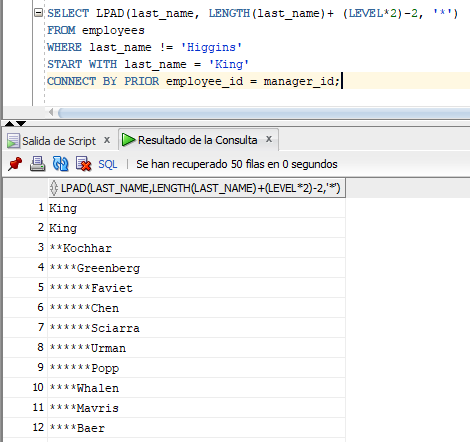 SELECT LPAD(last_name, LENGTH(last_name)+ (LEVEL*2)-2, '*')
FROM employees
WHERE last_name != 'Higgins'
START WITH last_name = 'King'
CONNECT BY PRIOR employee_id = manager_id;
Salida de Script x Resultado de la Consulta x
SQL | Se han recuperado 50 filas en 0 segundos
LPAD(LAST_NAME,LENGTH(LAST_NAME)+(LEVEL*2)-2,'*')
1 King
2 King
3 **Kochhar
4 ****Greenberg
5 ******Faviet
6 ******Chen
7 ******Sciarra
8 ******Urman
9 ******Popp
10 ****Whalen
11 ****Mavris
12 ****Baer